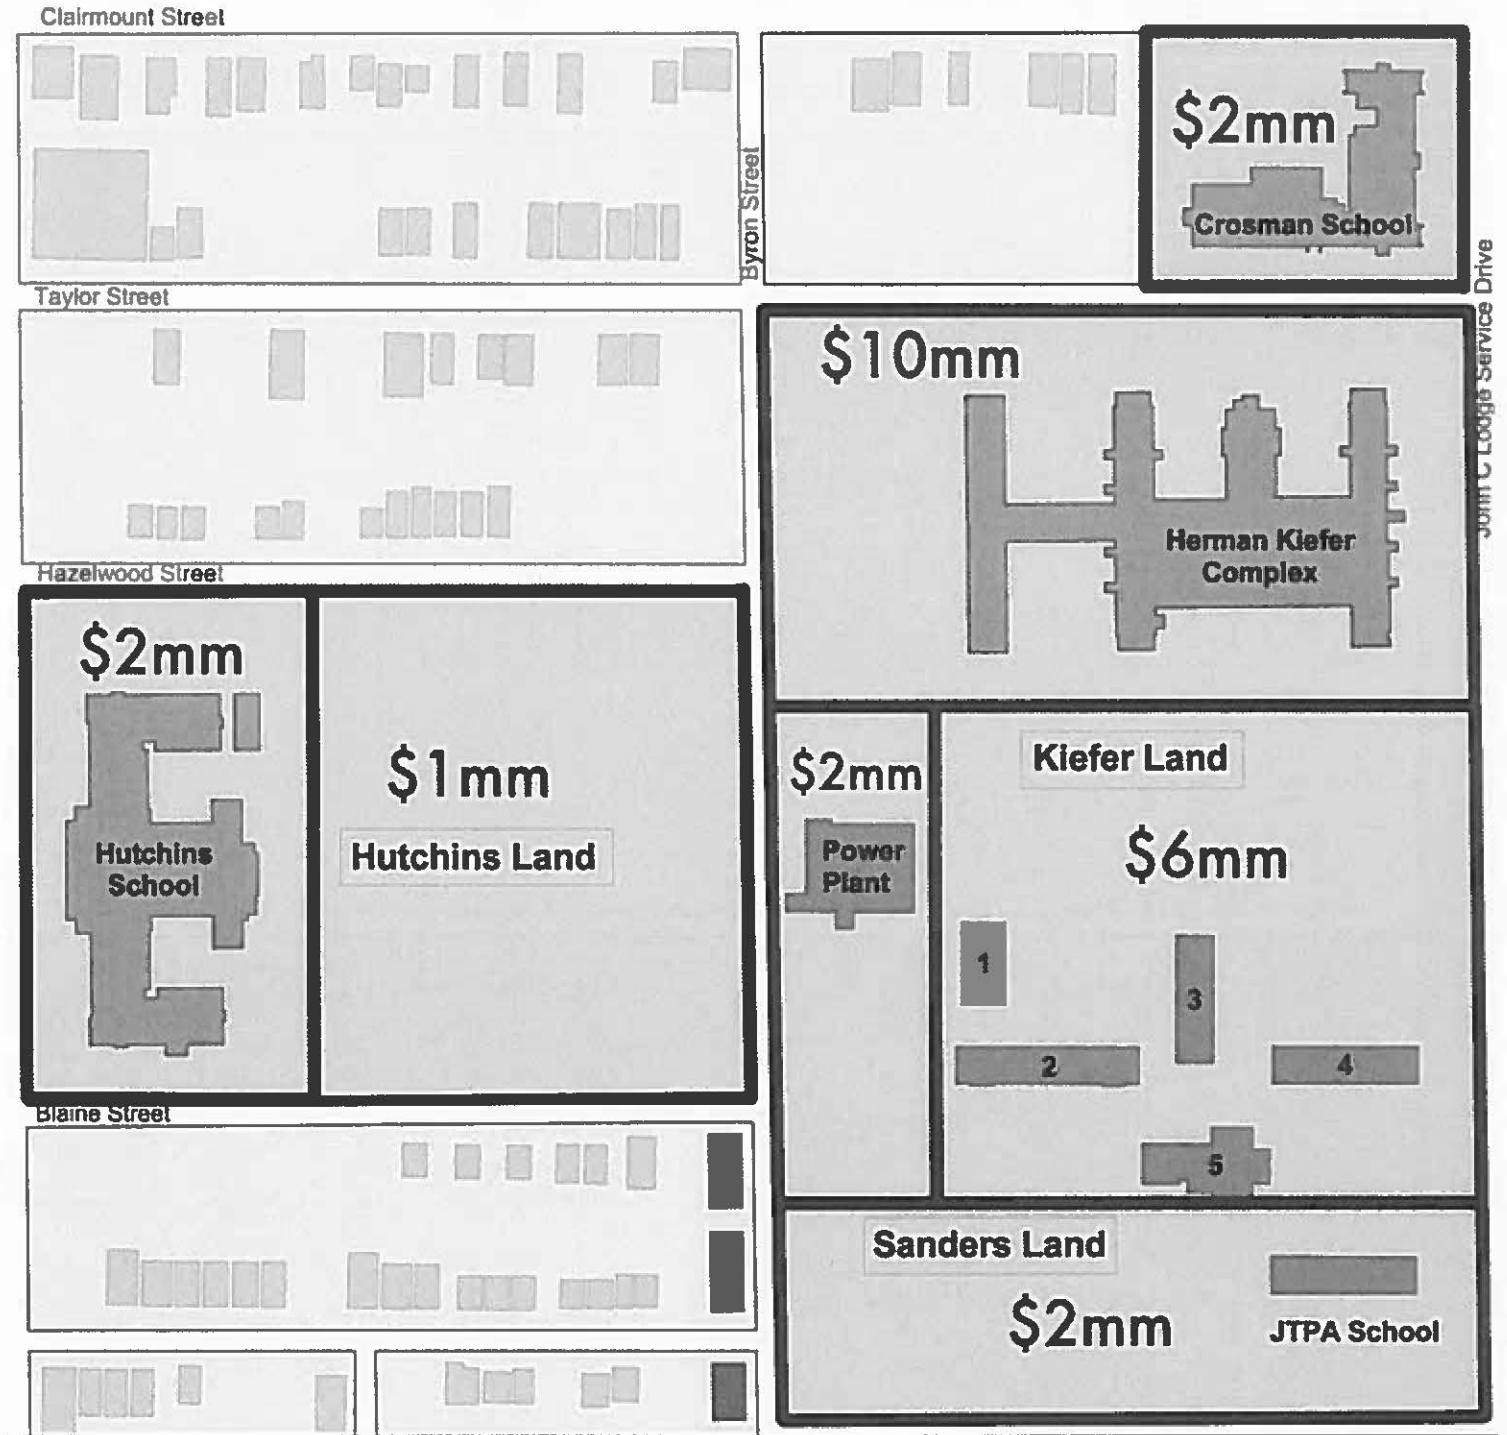 Clairmount Street
$2mm
Crosman School
Byron Street
John C Lodge Service Drive
Taylor Street
$10mm
Herman Kiefer
Complex
Hazelwood Street
$2mm
Hutchins
School
$1mm
Hutchins Land
$2mm
Power
Plant
Kiefer Land
$6mm
1
2
3
4
5
Blaine Street
Sanders Land
$2mm
JTPA School